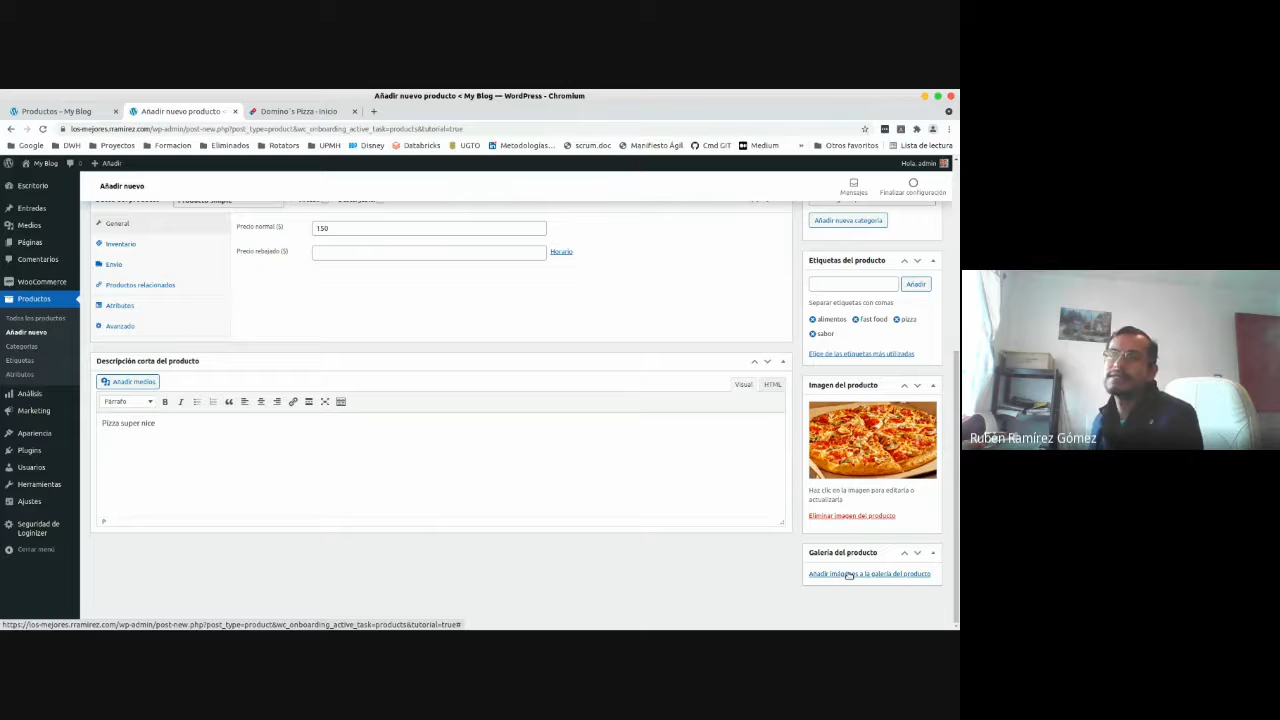 Añadir nuevo producto < My Blog — WordPress - Chromium
Productos – My Blog
Añadir nuevo producto <
Domino´s Pizza - Inicio
los-mejores.rramirez.com/wp-admin/post-new.php?post_type=product&wc_onboarding_active_task=products&tutorial=true
Google
DWH
Proyectos
Formacion
Eliminados
Rotators
UPMH
Disney
Databricks
UGTO
Metodologías...
scrum.doc
Manifiesto Ágil
Cmd GIT
Medium
»
Otros favoritos
Lista de lectura
My Blog
0
Añadir
Hola, admin
Escritorio
Entradas
Medios
Páginas
Comentarios
WooCommerce
Productos
Todos los productos
Añadir nuevo
Categorías
Etiquetas
Atributos
Análisis
Marketing
Apariencia
Plugins
Usuarios
Herramientas
Ajustes
Seguridad de
Loginizer
Cerrar menú
Añadir nuevo
Mensajes
Finalizar configuración
General
Inventario
Envío
Productos relacionados
Atributos
Avanzado
Precio normal ($)
150
Precio rebajado ($)
Horario
Descripción corta del producto
Añadir medios
Visual
HTML
Párrafo
B
I
Pizza super nice
P
Añadir nueva categoría
Etiquetas del producto
Añadir
Separar etiquetas con comas
alimentos
fast food
pizza
sabor
Elige de las etiquetas más utilizadas
Imagen del producto
Haz clic en la imagen para editarla o
actualizarla
Eliminar imagen del producto
Galería del producto
Añadir imágenes a la galería del producto
https://los-mejores.rramirez.com/wp-admin/post-new.php?post_type=product&wc_onboarding_active_task=products&tutorial=true#
Rubén Ramírez Gómez